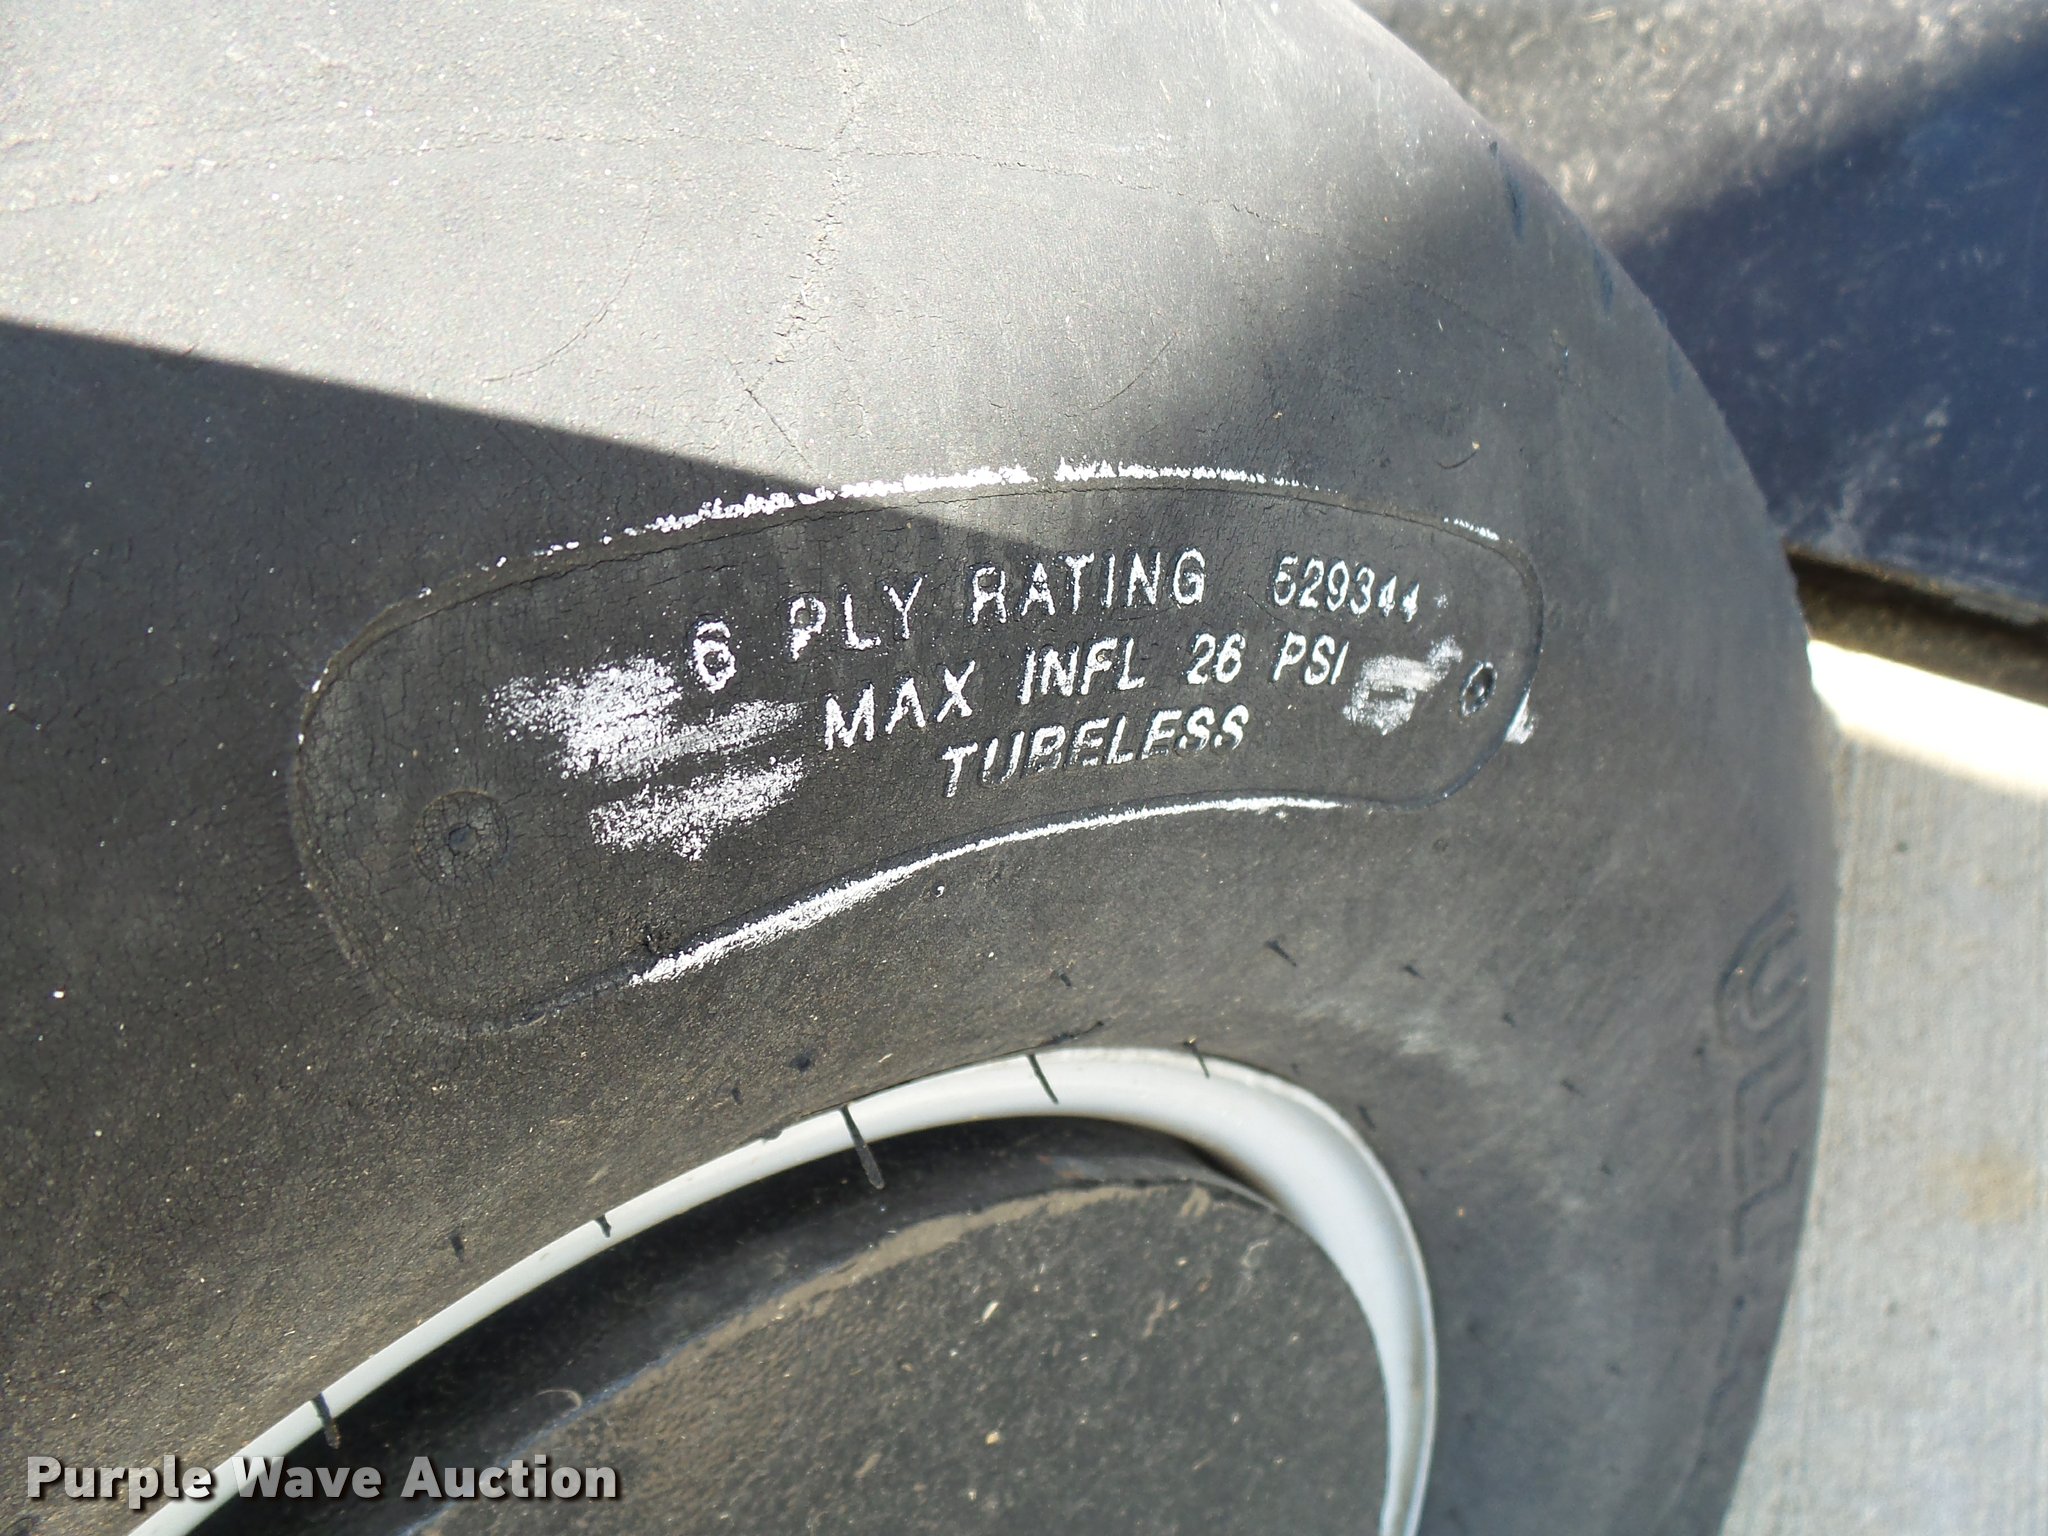 6 PLY RATING 529344
MAX INFL 26 PSI
TUBELESS
Purple Wave Auction